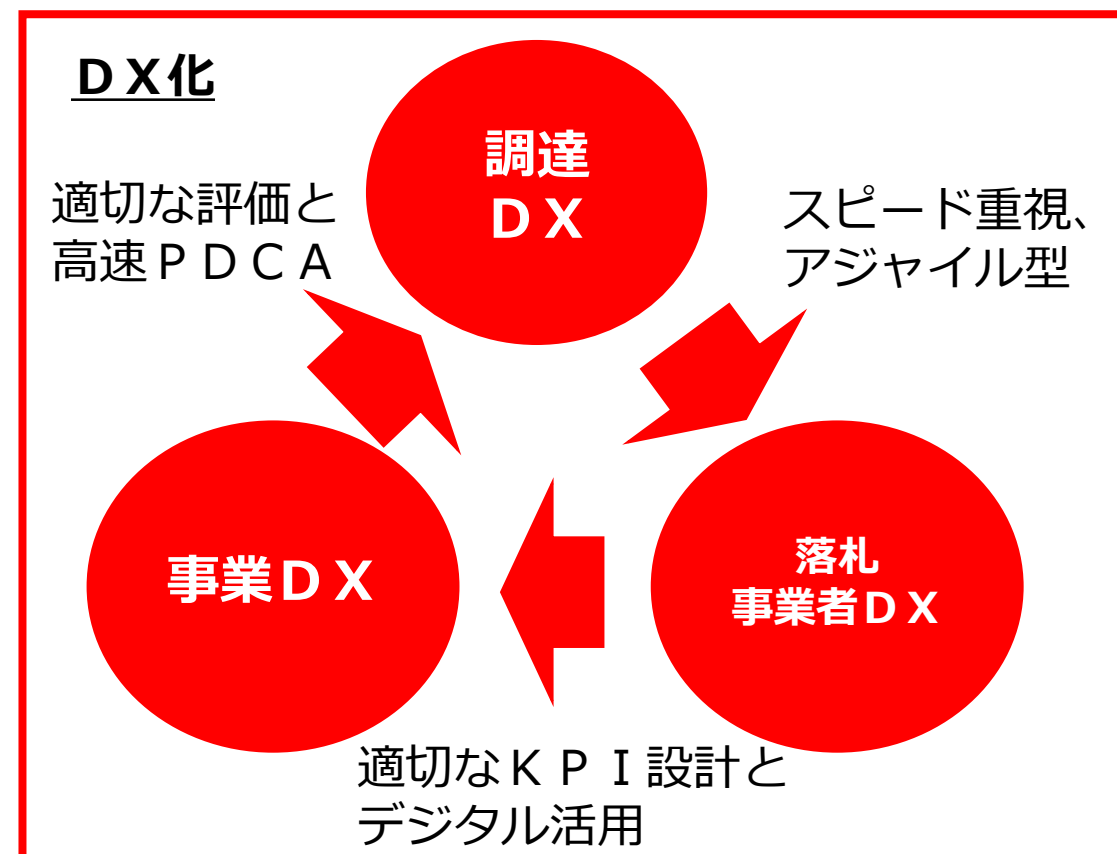 ＤＸ化
調達
ＤＸ
適切な評価と
高速ＰＤＣＡ
スピード重視、
アジャイル型
事業ＤＸ
落札
事業者ＤＸ
適切なＫＰＩ設計と
デジタル活用